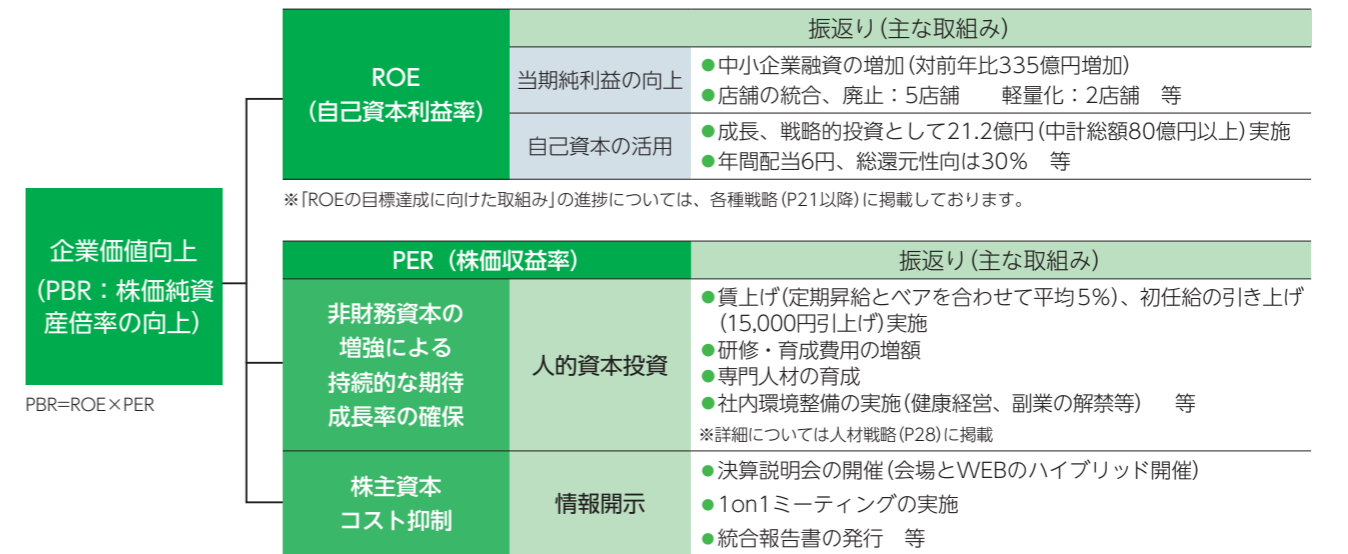 企業価値向上
(PBR：株価純資
産倍率の向上)
PBR=ROE×PER
ROE
(自己資本利益率)
振返り(主な取組み)
当期純利益の向上
●中小企業融資の増加(対前年比335億円増加)
●店舗の統合、廃止：5店舗　軽量化：2店舗　等
自己資本の活用
●成長、戦略的投資として21.2億円(中計総額80億円以上)実施
●年間配当6円、総還元性向は30%　等
※「ROEの目標達成に向けた取組み」の進捗については、各種戦略(P21以降)に掲載しております。
PER（株価収益率）
振返り(主な取組み)
非財務資本の
増強による
持続的な期待
成長率の確保
人的資本投資
●賃上げ(定期昇給とベアを合わせて平均5%)、初任給の引き上げ
(15,000円引上げ)実施
●研修・育成費用の増額
●専門人材の育成
●社内環境整備の実施(健康経営、副業の解禁等)　等
※詳細については人材戦略(P28)に掲載
株主資本
コスト抑制
情報開示
●決算説明会の開催(会場とWEBのハイブリッド開催)
●1on1ミーティングの実施
●統合報告書の発行　等